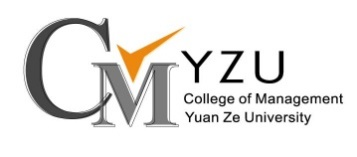 CM YZU
College of Management
Yuan Ze University